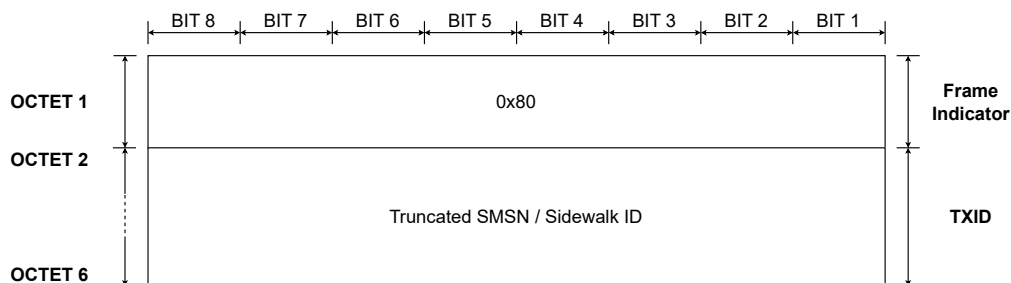 BIT 8 BIT 7 BIT 6 BIT 5 BIT 4 BIT 3 BIT 2 BIT 1
OCTET 1
0x80
Frame
Indicator
OCTET 2
Truncated SMSN / Sidewalk ID
TXID
OCTET 6